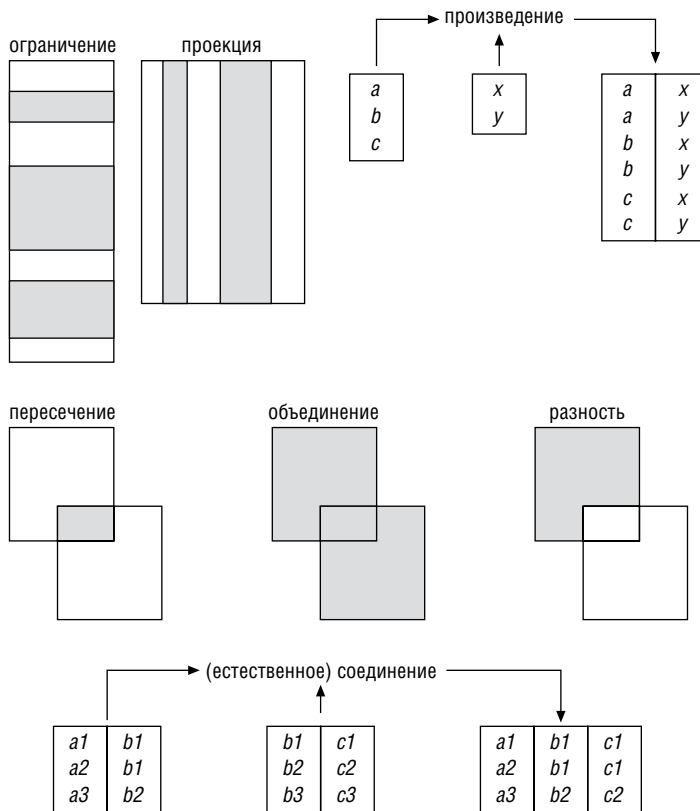 ограничение
проекция
произведение
a
b
c
x
y
a x
a y
b x
b y
c x
c y
пересечение
объединение
разность
(естественное) соединение
a1 b1
a2 b1
a3 b2
b1 c1
b2 c2
b3 c3
a1 b1 c1
a2 b1 c1
a3 b2 c2